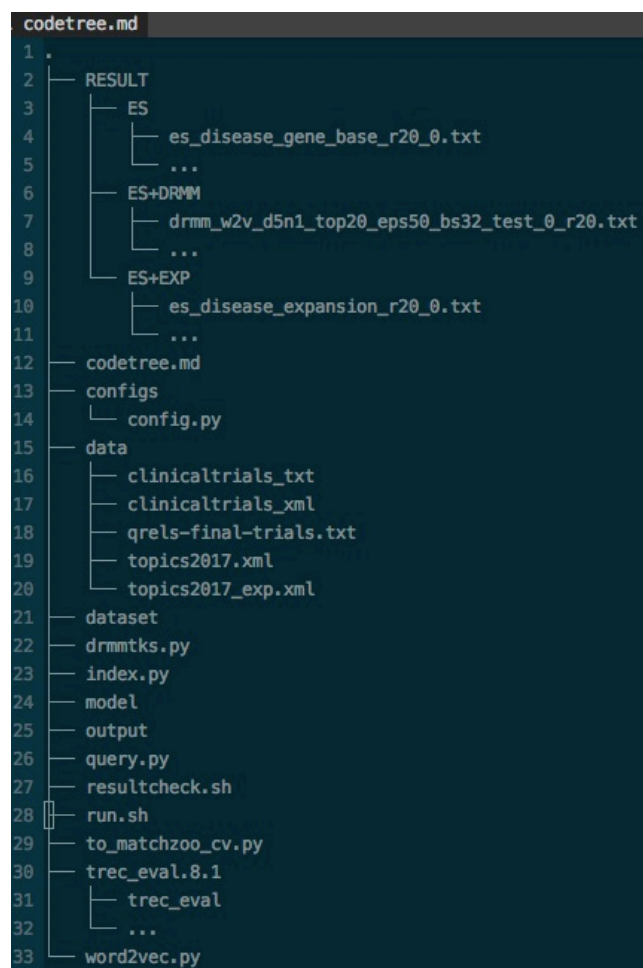 codetree.md
1 .
2 ├── RESULT
3 │   ├── ES
4 │   │   ├── es_disease_gene_base_r20_0.txt
5 │   │   └── ...
6 │   ├── ES+DRMM
7 │   │   ├── drmm_w2v_d5n1_top20_eps50_bs32_test_0_r20.txt
8 │   │   └── ...
9 │   └── ES+EXP
10 │       ├── es_disease_expansion_r20_0.txt
11 │       └── ...
12 ├── codetree.md
13 ├── configs
14 │   └── config.py
15 ├── data
16 │   ├── clinicaltrials_txt
17 │   ├── clinicaltrials_xml
18 │   ├── qrels-final-trials.txt
19 │   ├── topics2017.xml
20 │   └── topics2017_exp.xml
21 ├── dataset
22 ├── drmmtks.py
23 ├── index.py
24 ├── model
25 ├── output
26 ├── query.py
27 ├── resultcheck.sh
28 ├── run.sh
29 ├── to_matchzoo_cv.py
30 ├── trec_eval.8.1
31 │   ├── trec_eval
32 │   └── ...
33 └── word2vec.py